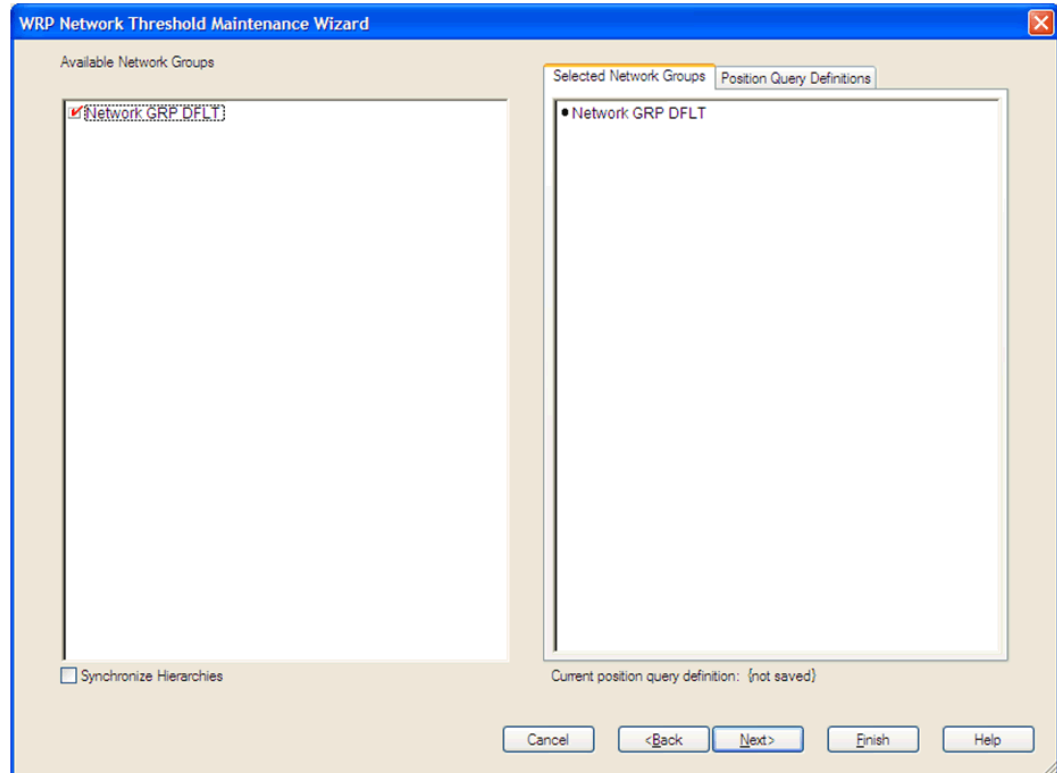 WRP Network Threshold Maintenance Wizard
Available Network Groups
Selected Network Groups
Position Query Definitions
Network GRP DFLT
Network GRP DFLT
Synchronize Hierarchies
Current position query definition: {not saved}
Cancel
<Back
Next>
Finish
Help